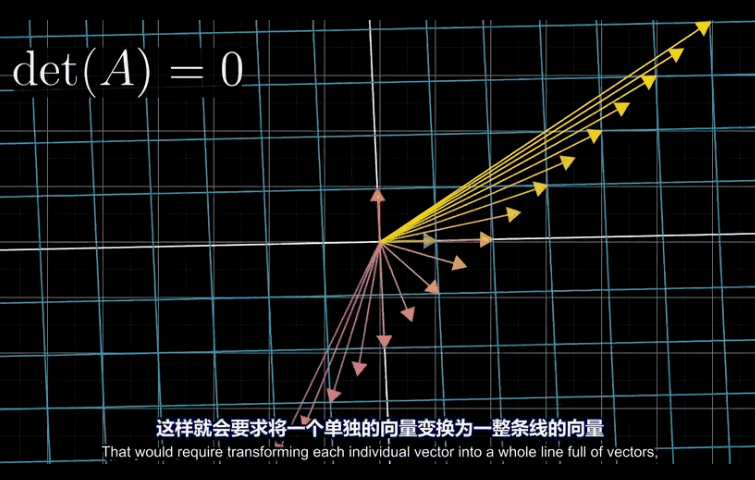 det(A) = 0
这样就会要求将一个单独的向量变换为一整条线的向量
That would require transforming each individual vector into a whole line full of vectors,